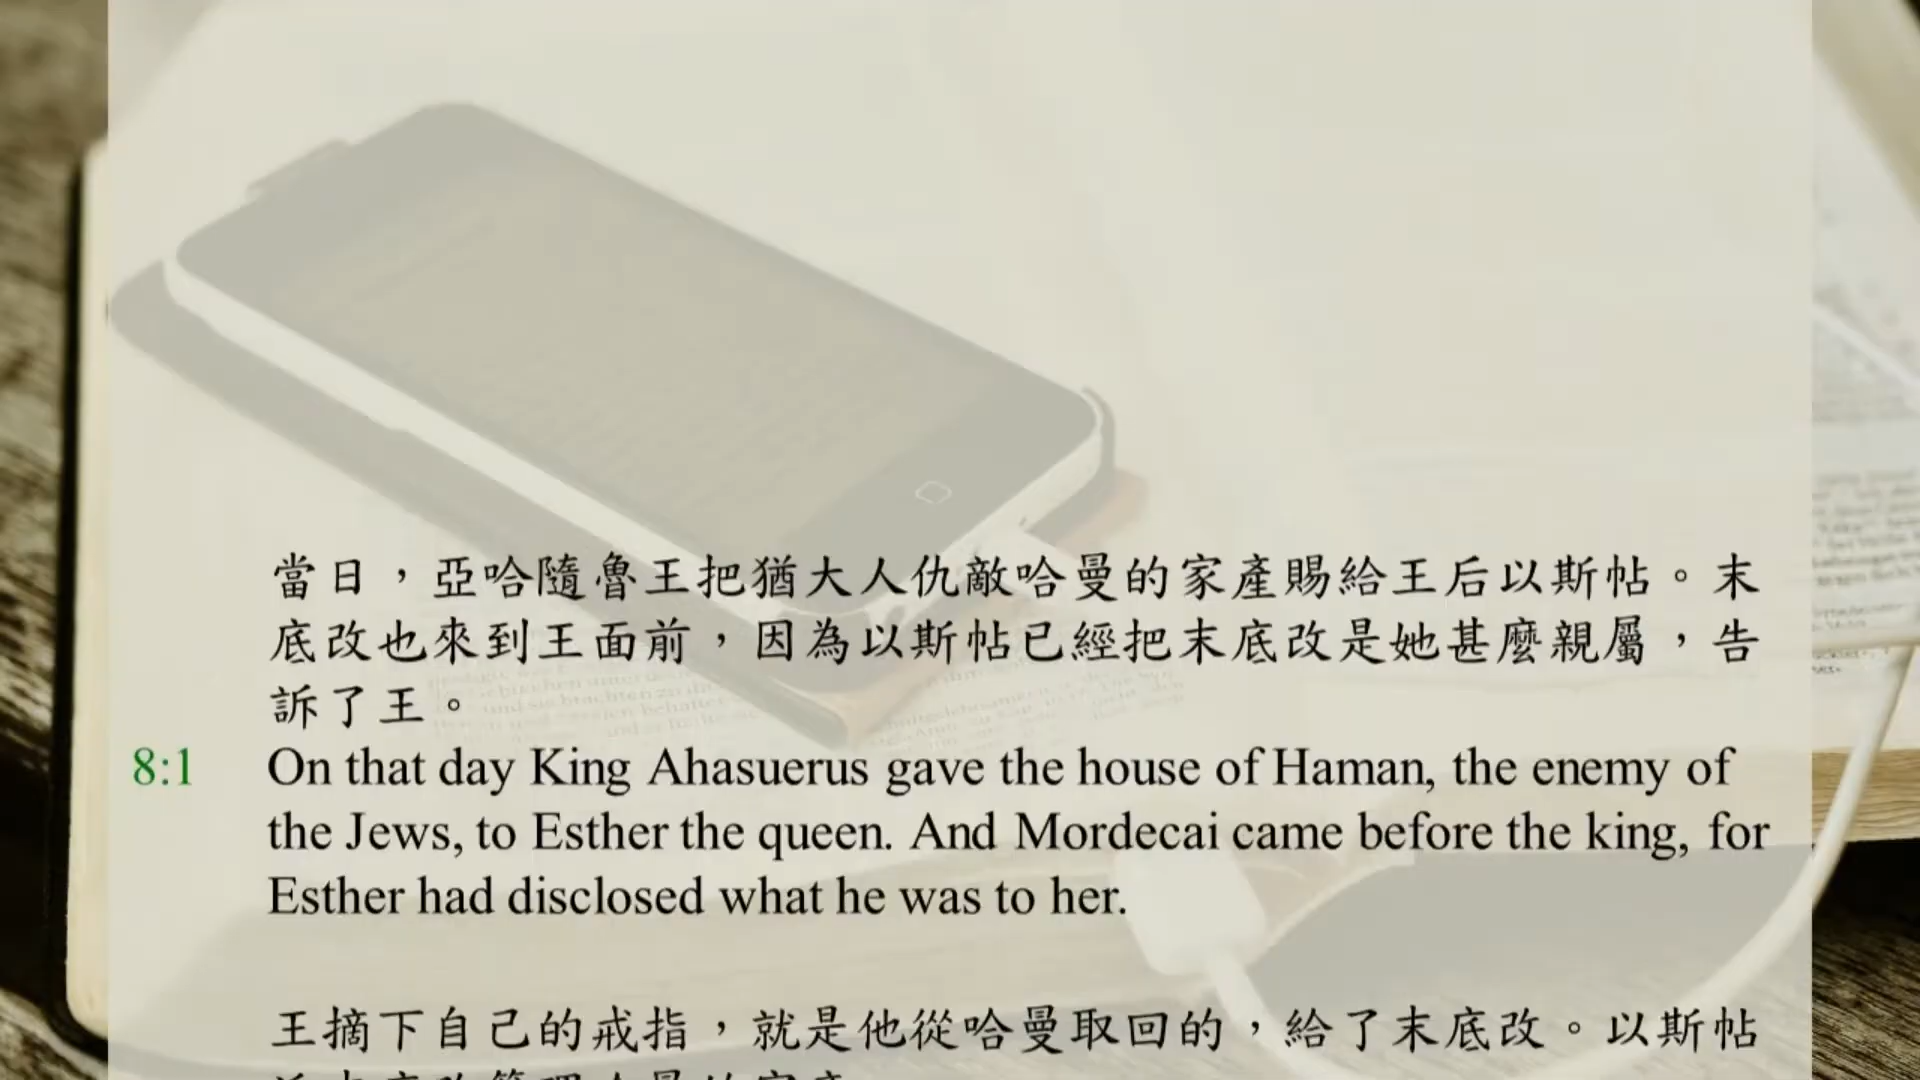 當日，亞哈隨魯王把猶大人仇敵哈曼的家產賜給王后以斯帖。末
底改也來到王面前，因為以斯帖已經把末底改是她甚麼親屬，告
訴了王。
8:1 On that day King Ahasuerus gave the house of Haman, the enemy of
the Jews, to Esther the queen. And Mordecai came before the king, for
Esther had disclosed what he was to her.
王摘下自己的戒指，就是他從哈曼取回的，給了末底改。以斯帖